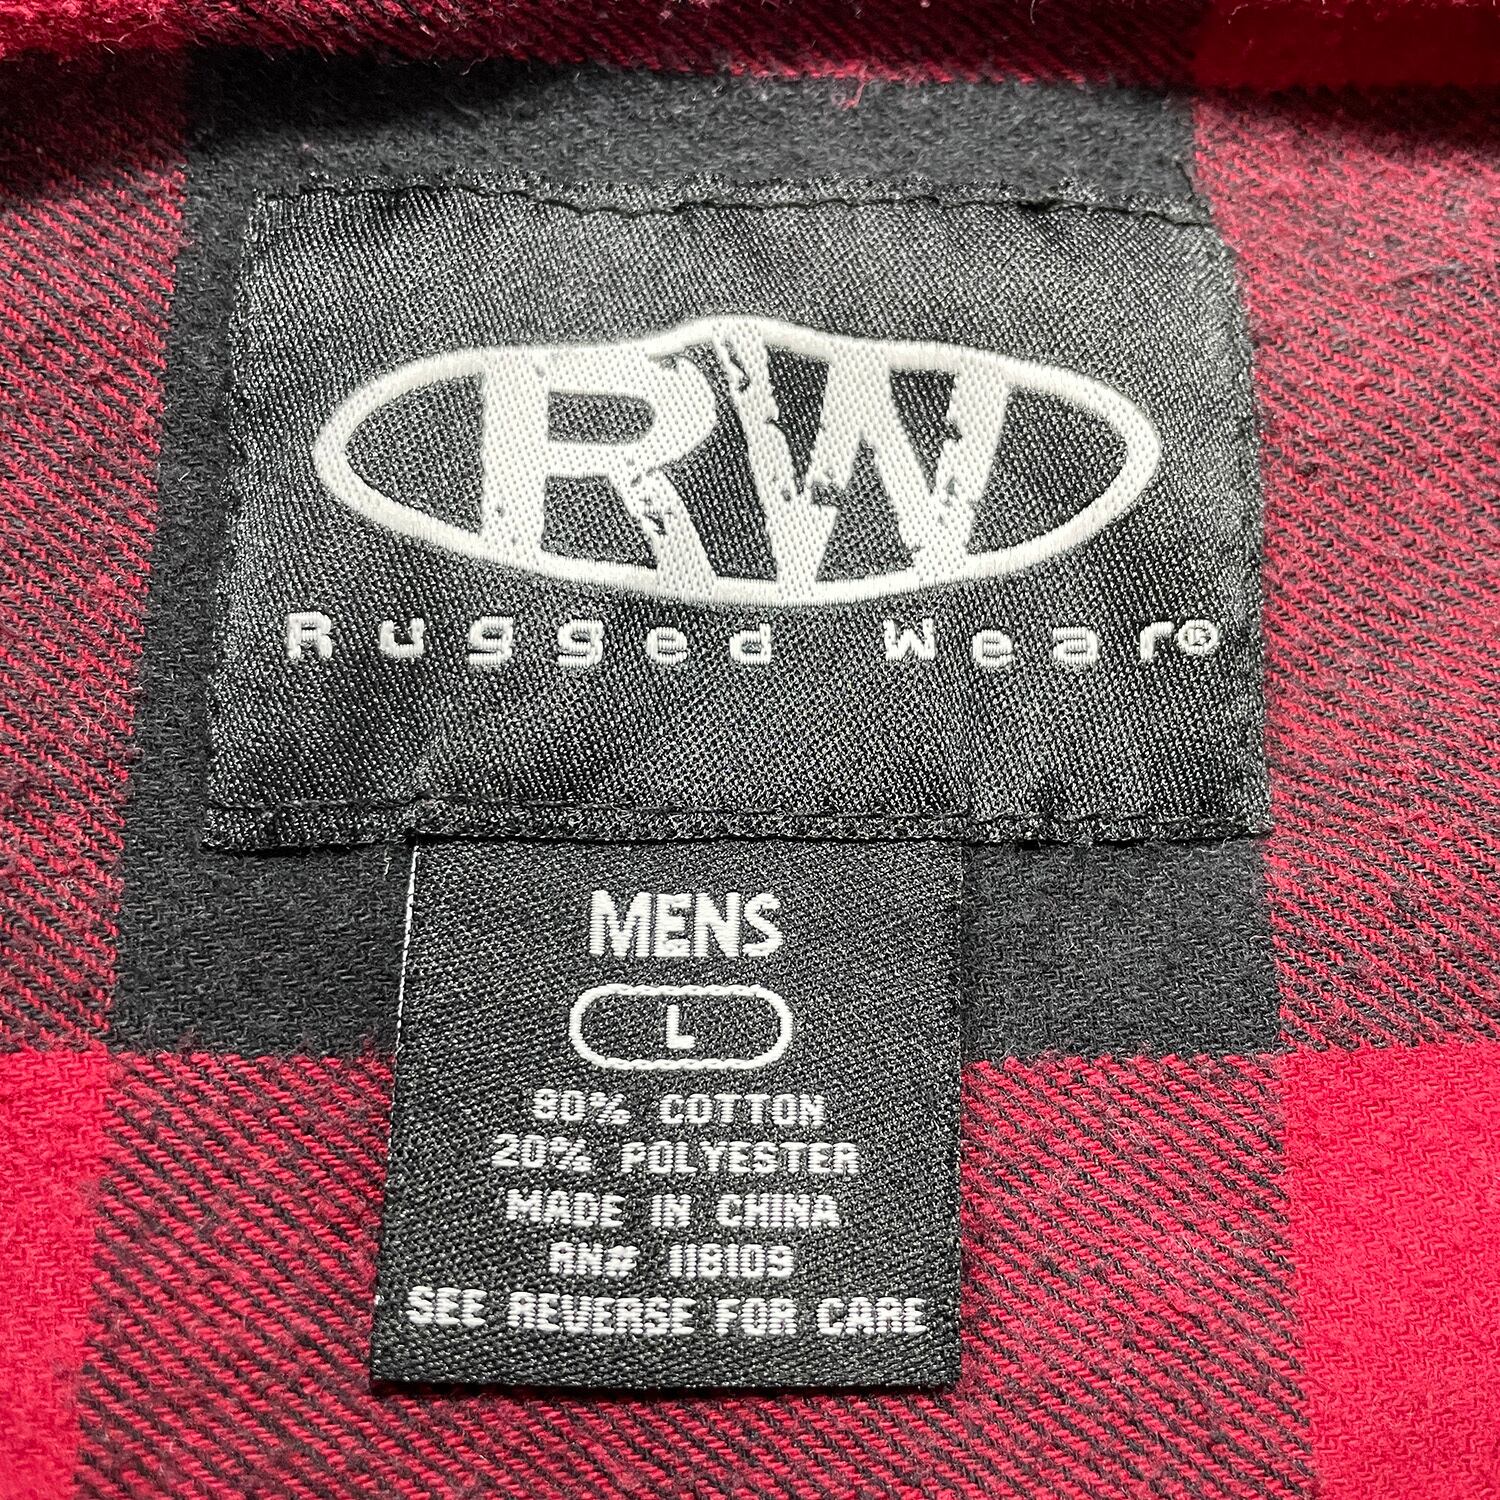 RW
Rugged Wear®
MENS
L
80% COTTON
20% POLYESTER
MADE IN CHINA
RN# 118109
SEE REVERSE FOR CARE